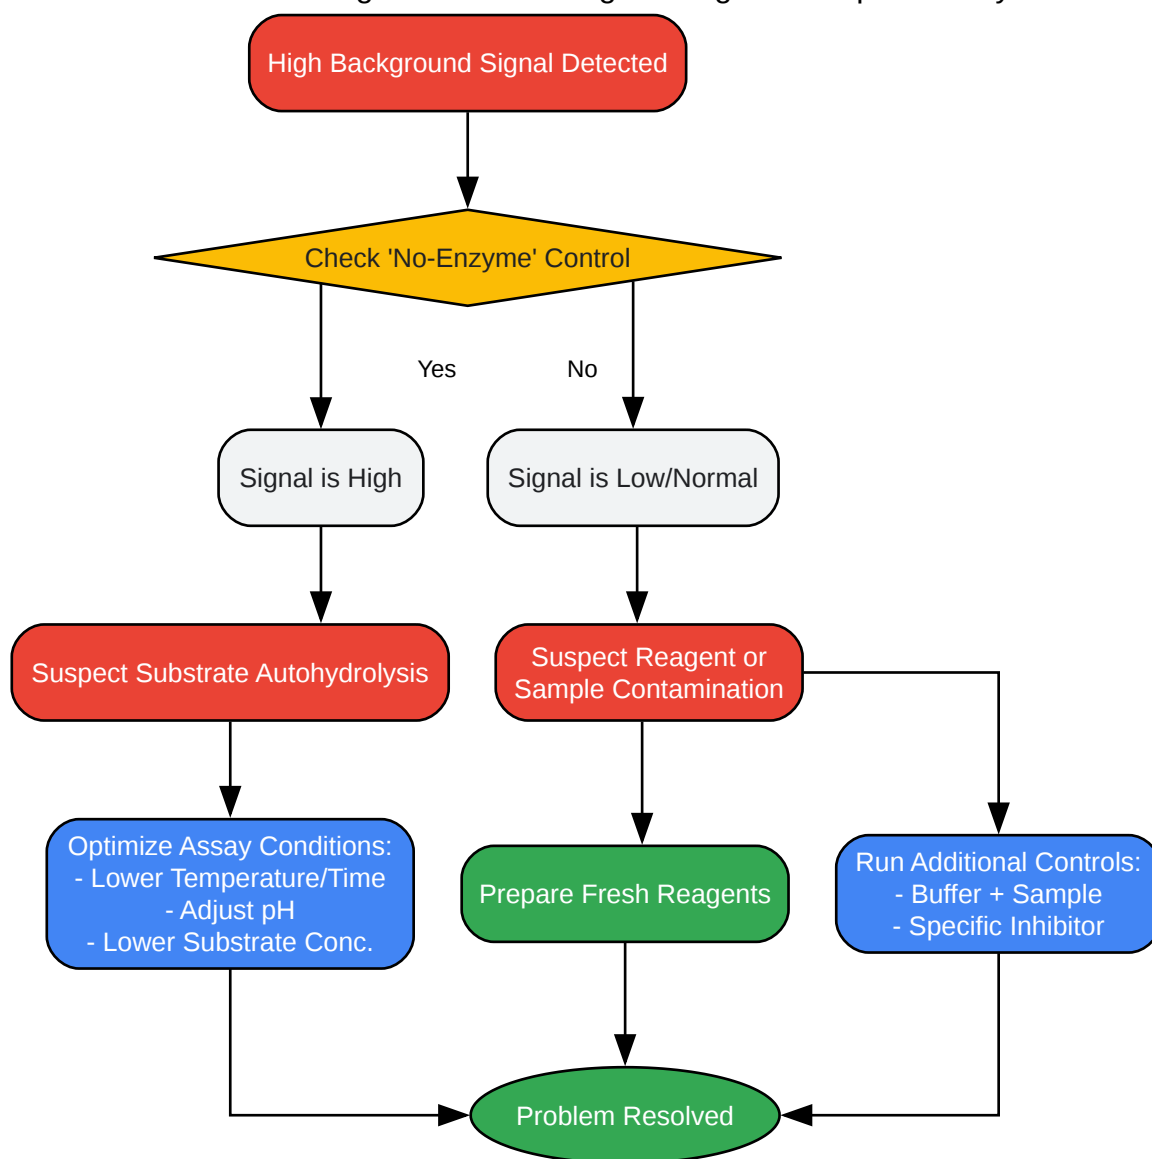 High Background Signal Detected
Check 'No-Enzyme' Control
Yes
No
Signal is High
Signal is Low/Normal
Suspect Substrate Autohydrolysis
Suspect Reagent or
Sample Contamination
Optimize Assay Conditions:
- Lower Temperature/Time
- Adjust pH
- Lower Substrate Conc.
Prepare Fresh Reagents
Run Additional Controls:
- Buffer + Sample
- Specific Inhibitor
Problem Resolved